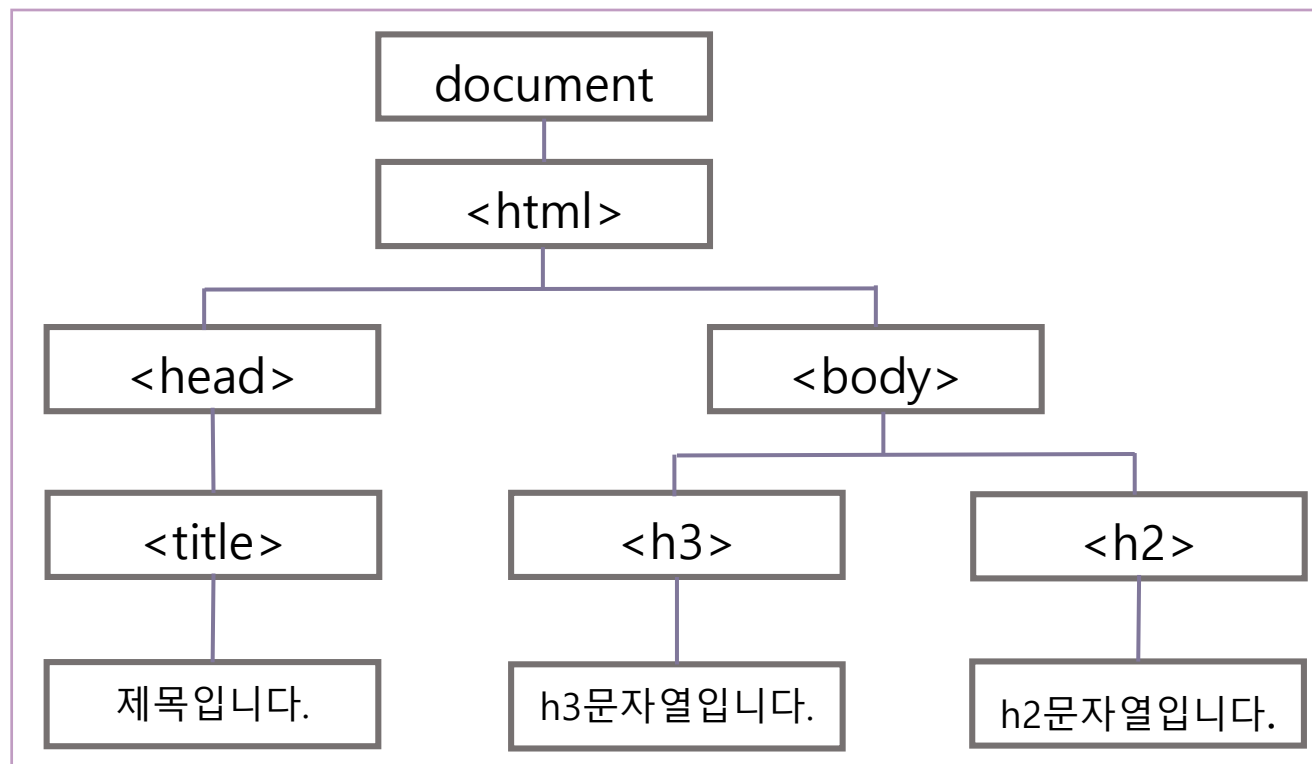 document
<html>
<head>
<body>
<title>
<h3>
<h2>
제목입니다.
h3문자열입니다.
h2문자열입니다.